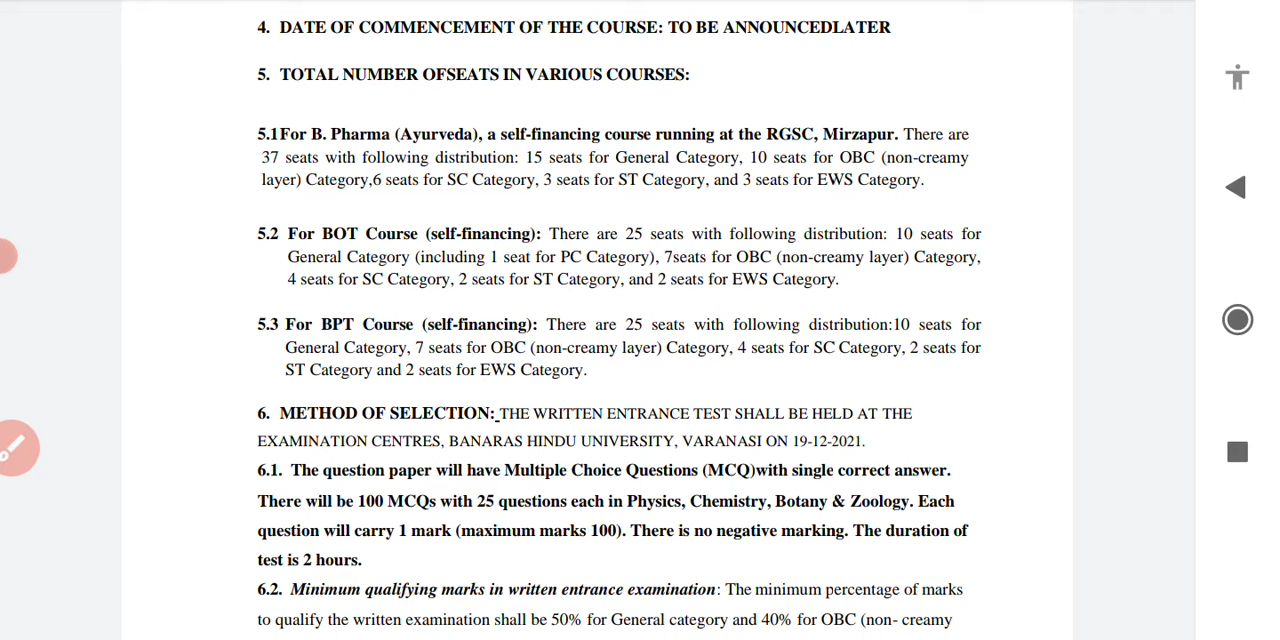 4. DATE OF COMMENCEMENT OF THE COURSE: TO BE ANNOUNCEDLATER
5. TOTAL NUMBER OFSEATS IN VARIOUS COURSES:
5.1For B. Pharma (Ayurveda), a self-financing course running at the RGSC, Mirzapur. There are
37 seats with following distribution: 15 seats for General Category, 10 seats for OBC (non-creamy
layer) Category,6 seats for SC Category, 3 seats for ST Category, and 3 seats for EWS Category.
5.2 For BOT Course (self-financing): There are 25 seats with following distribution: 10 seats for
General Category (including 1 seat for PC Category), 7seats for OBC (non-creamy layer) Category,
4 seats for SC Category, 2 seats for ST Category, and 2 seats for EWS Category.
5.3 For BPT Course (self-financing): There are 25 seats with following distribution:10 seats for
General Category, 7 seats for OBC (non-creamy layer) Category, 4 seats for SC Category, 2 seats for
ST Category and 2 seats for EWS Category.
6. METHOD OF SELECTION: THE WRITTEN ENTRANCE TEST SHALL BE HELD AT THE
EXAMINATION CENTRES, BANARAS HINDU UNIVERSITY, VARANASI ON 19-12-2021.
6.1. The question paper will have Multiple Choice Questions (MCQ)with single correct answer.
There will be 100 MCQs with 25 questions each in Physics, Chemistry, Botany & Zoology. Each
question will carry 1 mark (maximum marks 100). There is no negative marking. The duration of
test is 2 hours.
6.2. Minimum qualifying marks in written entrance examination: The minimum percentage of marks
to qualify the written examination shall be 50% for General category and 40% for OBC (non- creamy